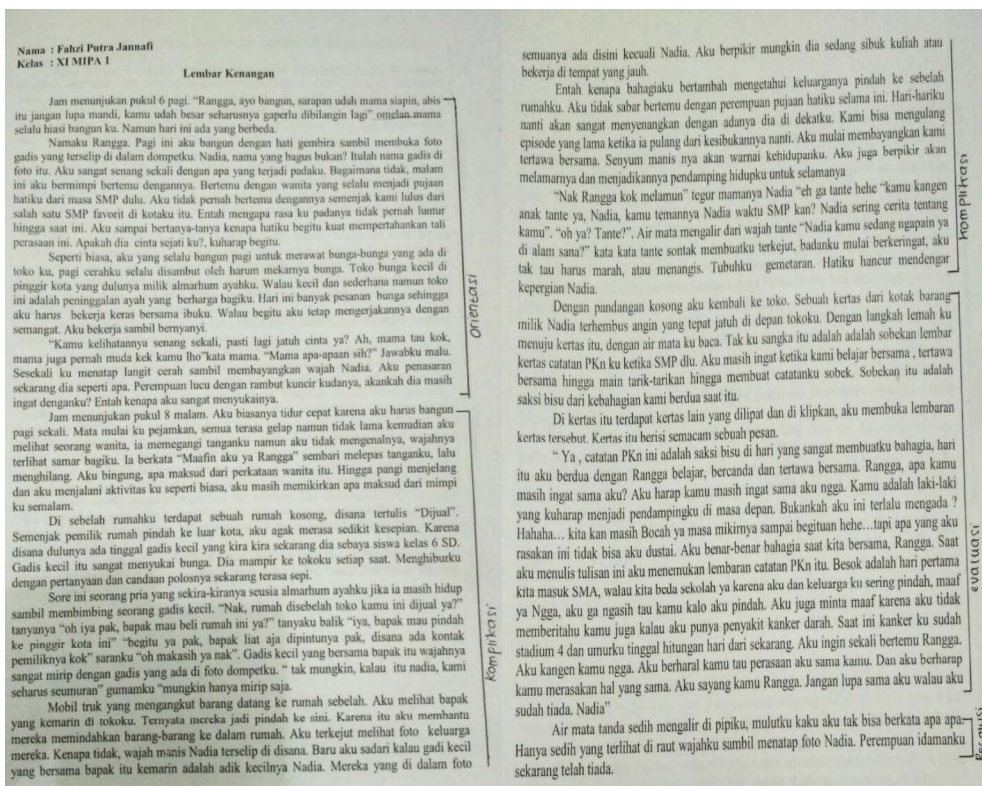 Nama : Fahzi Putra Jannafi
Kelas : XI MIPA 1
Lembar Kenangan
Jam menunjukan pukul 6 pagi. “Rangga, ayo bangun, sarapan udah mama siapin, abis
itu jangan lupa mandi, kamu udah besar seharusnya gaperlu dibilangin lagi” omelan mama
selalu hiasi bangun ku. Namun hari ini ada yang berbeda.
Namaku Rangga. Pagi ini aku bangun dengan hati gembira sambil membuka foto
gadis yang terselip di dalam dompetku. Nadia, nama yang bagus bukan? Itulah nama gadis di
foto itu. Aku sangat senang sekali dengan apa yang terjadi padaku. Bagaimana tidak, malam
ini aku bermimpi bertemu dengannya. Bertemu dengan wanita yang selalu menjadi pujaan
hatiku dari masa SMP dulu. Aku tidak pernah bertemu dengannya semenjak kami lulus dari
salah satu SMP favorit di kotaku itu. Entah mengapa rasa ku padanya tidak pernah luntur
hingga saat ini. Aku sampai bertanya-tanya kenapa hatiku begitu kuat mempertahankan tali
perasaan ini. Apakah dia cinta sejati ku?, kuharap begitu.
Seperti biasa, aku yang selalu bangun pagi untuk merawat bunga-bunga yang ada di
toko ku, pagi cerahku selalu disambut oleh harum mekarnya bunga. Toko bunga kecil di
pinggir kota yang dulunya milik almarhum ayahku. Walau kecil dan sederhana namun toko
ini adalah peninggalan ayah yang berharga bagiku. Hari ini banyak pesanan bunga sehingga
aku harus bekerja keras bersama ibuku. Walau begitu aku tetap mengerjakannya dengan
semangat. Aku bekerja sambil bernyanyi.
“Kamu kelihatannya senang sekali, pasti lagi jatuh cinta ya? Ah, mama tau kok,
mama juga pernah muda kek kamu lho”kata mama. “Mama apa-apaan sih?” Jawabku malu.
Sesekali ku menatap langit cerah sambil membayangkan wajah Nadia. Aku penasaran
sekarang dia seperti apa. Perempuan lucu dengan rambut kuncir kudanya, akankah dia masih
ingat denganku? Entah kenapa aku sangat menyukainya.
Orientasi
Jam menunjukan pukul 8 malam. Aku biasanya tidur cepat karena aku harus bangun
pagi sekali. Mata mulai ku pejamkan, semua terasa gelap namun tidak lama kemudian aku
melihat seorang wanita, ia memegangi tanganku namun aku tidak mengenalnya, wajahnya
terlihat samar bagiku. Ia berkata “Maafin aku ya Rangga” sembari melepas tanganku, lalu
menghilang. Aku bingung, apa maksud dari perkataan wanita itu. Hingga pangi menjelang
dan aku menjalani aktivitas ku seperti biasa, aku masih memikirkan apa maksud dari mimpi
ku semalam.
Di sebelah rumahku terdapat sebuah rumah kosong, disana tertulis “Dijual”.
Semenjak pemilik rumah pindah ke luar kota, aku agak merasa sedikit kesepian. Karena
disana dulunya ada tinggal gadis kecil yang kira kira sekarang dia sebaya siswa kelas 6 SD.
Gadis kecil itu sangat menyukai bunga. Dia mampir ke tokoku setiap saat. Menghiburku
dengan pertanyaan dan candaan polosnya sekarang terasa sepi.
Sore ini seorang pria yang sekira-kiranya seusia almarhum ayahku jika ia masih hidup
sambil membimbing seorang gadis kecil. “Nak, rumah disebelah toko kamu ini dijual ya?”
tanyanya “oh iya pak, bapak mau beli rumah ini ya?” tanyaku balik “iya, bapak mau pindah
ke pinggir kota ini” “begitu ya pak, bapak liat aja dipintunya pak, disana ada kontak
pemiliknya kok” saranku “oh makasih ya nak”. Gadis kecil yang bersama bapak itu wajahnya
sangat mirip dengan gadis yang ada di foto dompetku. “ tak mungkin, kalau itu nadia, kami
seharus seumuran” gumamku “mungkin hanya mirip saja.
Mobil truk yang mengangkut barang datang ke rumah sebelah. Aku melihat bapak
yang kemarin di tokoku. Ternyata mereka jadi pindah ke sini. Karena itu aku membantu
mereka memindahkan barang-barang ke dalam rumah. Aku terkejut melihat foto keluarga
mereka. Kenapa tidak, wajah manis Nadia terselip di disana. Baru aku sadari kalau gadi kecil
yang bersama bapak itu kemarin adalah adik kecilnya Nadia. Mereka yang di dalam foto
Komplikasi
semuanya ada disini kecuali Nadia. Aku berpikir mungkin dia sedang sibuk kuliah atau
bekerja di tempat yang jauh.
Entah kenapa bahagiaku bertambah mengetahui keluarganya pindah ke sebelah
rumahku. Aku tidak sabar bertemu dengan perempuan pujaan hatiku selama ini. Hari-hariku
nanti akan sangat menyenangkan dengan adanya dia di dekatku. Kami bisa mengulang
episode yang lama ketika ia pulang dari kesibukannya nanti. Aku mulai membayangkan kami
tertawa bersama. Senyum manis nya akan warnai kehidupanku. Aku juga berpikir akan
melamarnya dan menjadikannya pendamping hidupku untuk selamanya
“Nak Rangga kok melamun” tegur mamanya Nadia “eh ga tante hehe “kamu kangen
anak tante ya, Nadia, kamu temannya Nadia waktu SMP kan? Nadia sering cerita tentang
kamu”. “oh ya? Tante?”. Air mata mengalir dari wajah tante “Nadia kamu sedang ngapain ya
di alam sana?” kata kata tante sontak membuatku terkejut, badanku mulai berkeringat, aku
tak tau harus marah, atau menangis. Tubuhku gemetaran. Hatiku hancur mendengar
kepergian Nadia.
Komplikasi
Dengan pandangan kosong aku kembali ke toko. Sebuah kertas dari kotak barang
milik Nadia terhembus angin yang tepat jatuh di depan tokoku. Dengan langkah lemah ku
menuju kertas itu, dengan air mata ku baca. Tak ku sangka itu adalah adalah sobekan lembar
kertas catatan PKn ku ketika SMP dlu. Aku masih ingat ketika kami belajar bersama , tertawa
bersama hingga main tarik-tarikan hingga membuat catatanku sobek. Sobekan itu adalah
saksi bisu dari kebahagian kami berdua saat itu.
Di kertas itu terdapat kertas lain yang dilipat dan di klipkan, aku membuka lembaran
kertas tersebut. Kertas itu berisi semacam sebuah pesan.
“ Ya , catatan PKn ini adalah saksi bisu di hari yang sangat membuatku bahagia, hari
itu aku berdua dengan Rangga belajar, bercanda dan tertawa bersama. Rangga, apa kamu
masih ingat sama aku? Aku harap kamu masih ingat sama aku ngga. Kamu adalah laki-laki
yang kuharap menjadi pendampingku di masa depan. Bukankah aku ini terlalu mengada ?
Hahaha… kita kan masih Bocah ya masa mikirnya sampai begituan hehe…tapi apa yang aku
rasakan ini tidak bisa aku dustai. Aku benar-benar bahagia saat kita bersama, Rangga. Saat
aku menulis tulisan ini aku menemukan lembaran catatan PKn itu. Besok adalah hari pertama
kita masuk SMA, walau kita beda sekolah ya karena aku dan keluarga ku sering pindah, maaf
ya Ngga, aku ga ngasih tau kamu kalo aku pindah. Aku juga minta maaf karena aku tidak
memberitahu kamu juga kalau aku punya penyakit kanker darah. Saat ini kanker ku sudah
stadium 4 dan umurku tinggal hitungan hari dari sekarang. Aku ingin sekali bertemu Rangga.
Aku kangen kamu ngga. Aku berharal kamu tau perasaan aku sama kamu. Dan aku berharap
kamu merasakan hal yang sama. Aku sayang kamu Rangga. Jangan lupa sama aku walau aku
sudah tiada. Nadia”
evaluasi
Air mata tanda sedih mengalir di pipiku, mulutku kaku aku tak bisa berkata apa apa
Hanya sedih yang terlihat di raut wajahku sambil menatap foto Nadia. Perempuan idamanku
sekarang telah tiada.